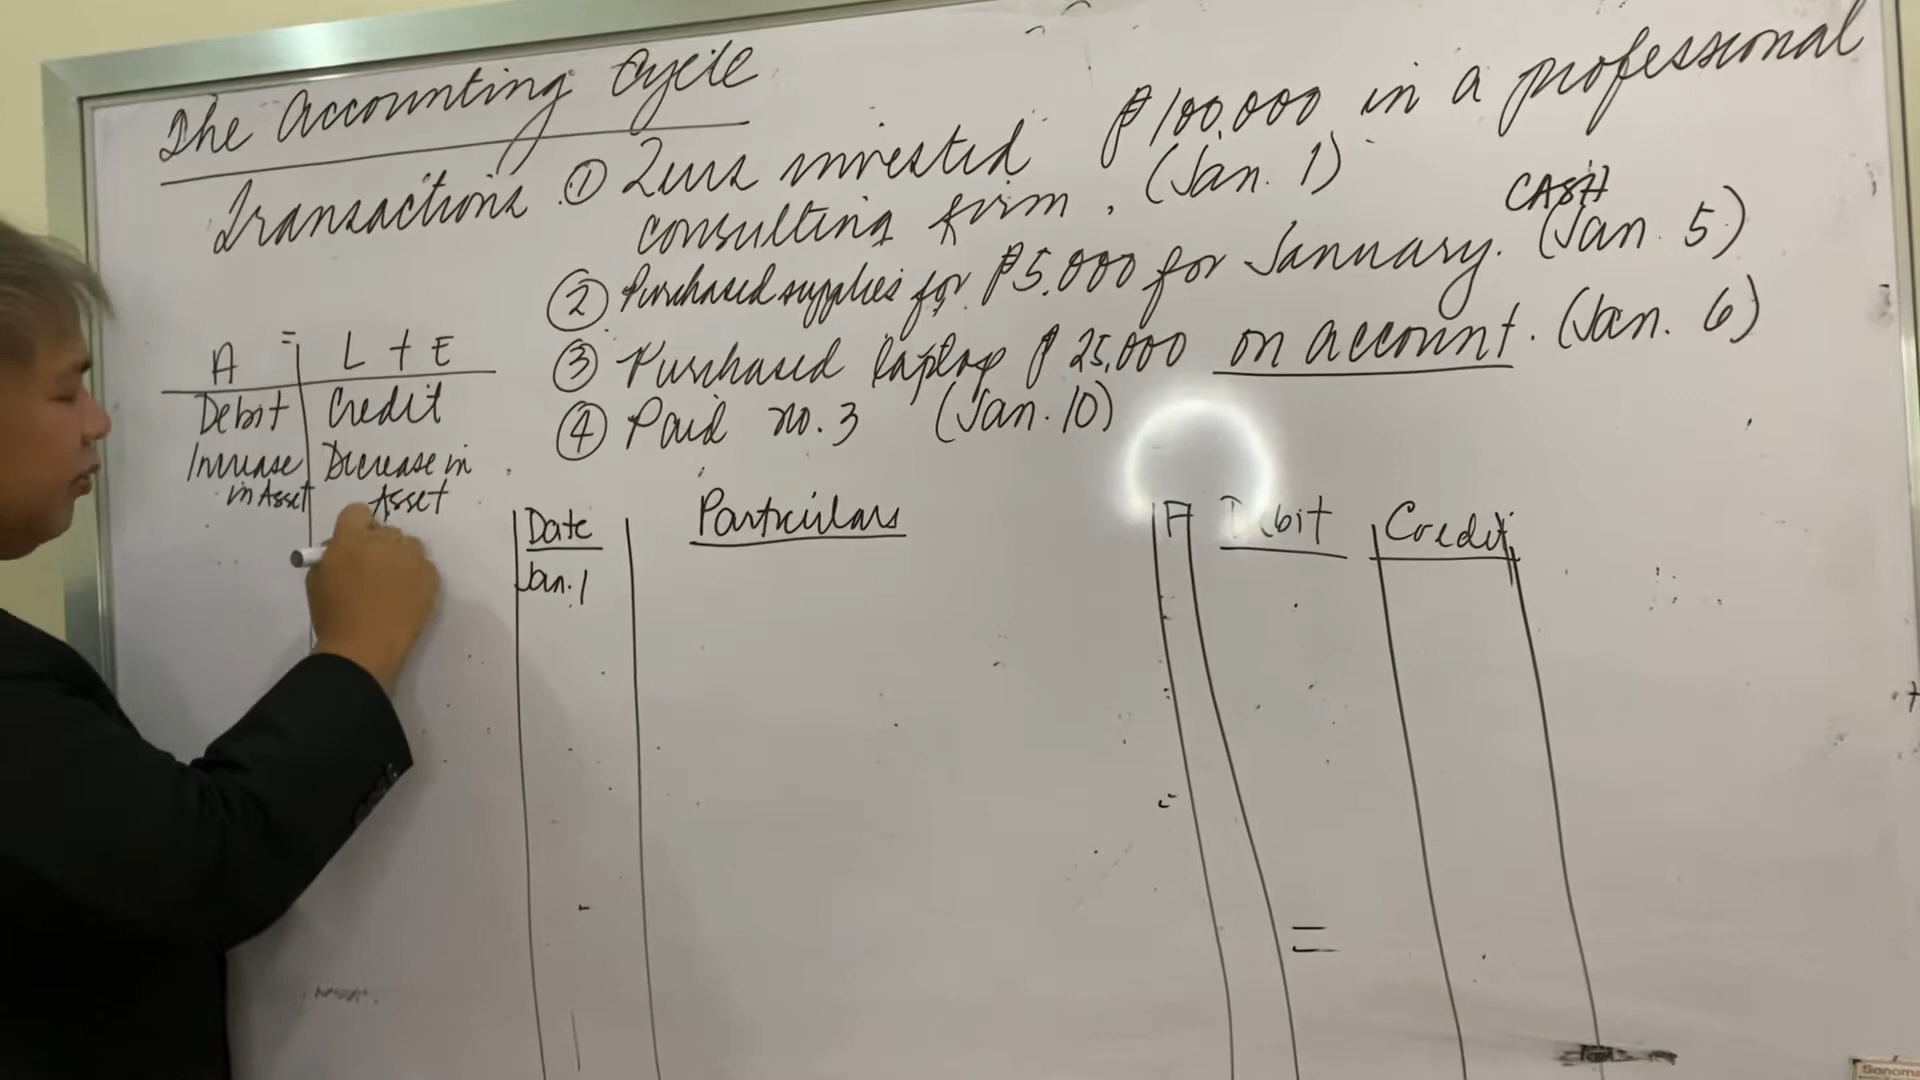 The Accounting Cycle
Transactions ① Zeus invested ₱100,000 in a professional
consulting firm. (Jan. 1)
CASH
② Purchased supplies for ₱5,000 for January. (Jan. 5)
③ Purchased laptop ₱25,000 on account. (Jan. 6)
④ Paid no. 3 (Jan. 10)
A = L + E
Debit Credit
Increase Decrease in
in Asset Asset
Date Particulars F Debit Credit
Jan. 1
=